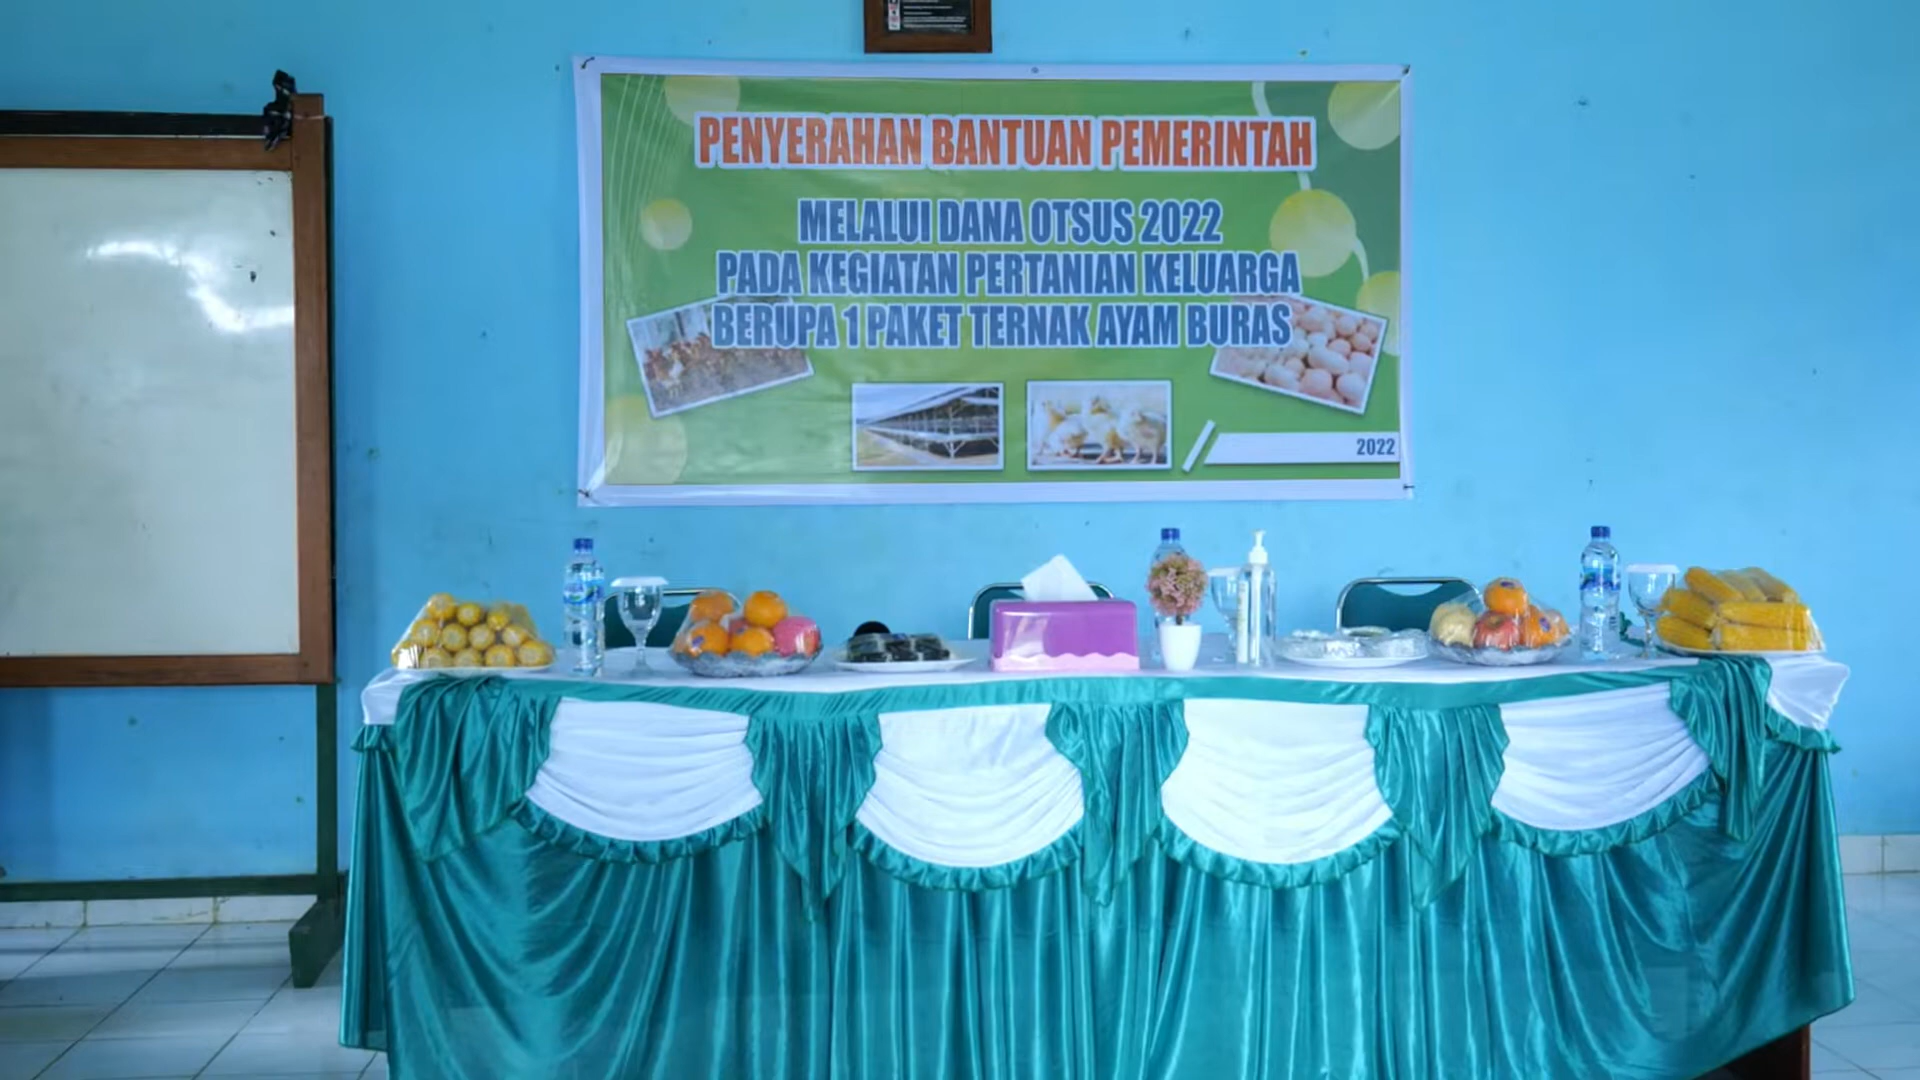 PENYERAHAN BANTUAN PEMERINTAH
MELALUI DANA OTSUS 2022
PADA KEGIATAN PERTANIAN KELUARGA
BERUPA 1 PAKET TERNAK AYAM BURAS
2022